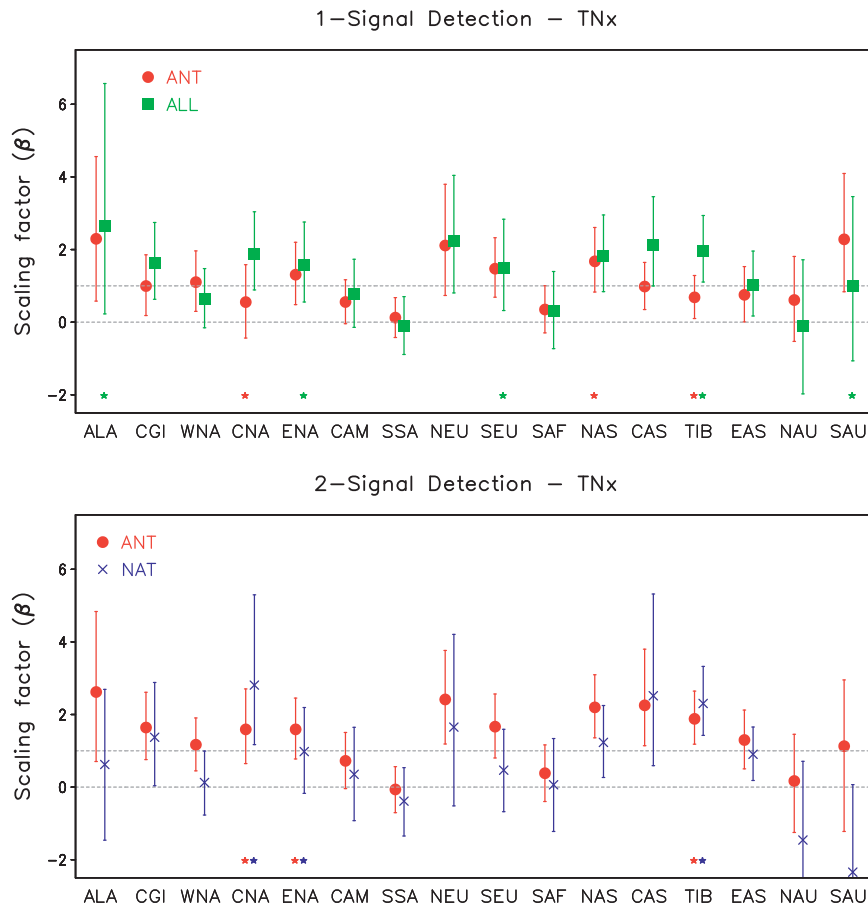 1-Signal Detection - TNx
Scaling factor (β)
ANT
ALL
6
4
2
0
-2
ALA CGI WNA CNA ENA CAM SSA NEU SEU SAF NAS CAS TIB EAS NAU SAU
2-Signal Detection - TNx
Scaling factor (β)
ANT
NAT
6
4
2
0
-2
ALA CGI WNA CNA ENA CAM SSA NEU SEU SAF NAS CAS TIB EAS NAU SAU